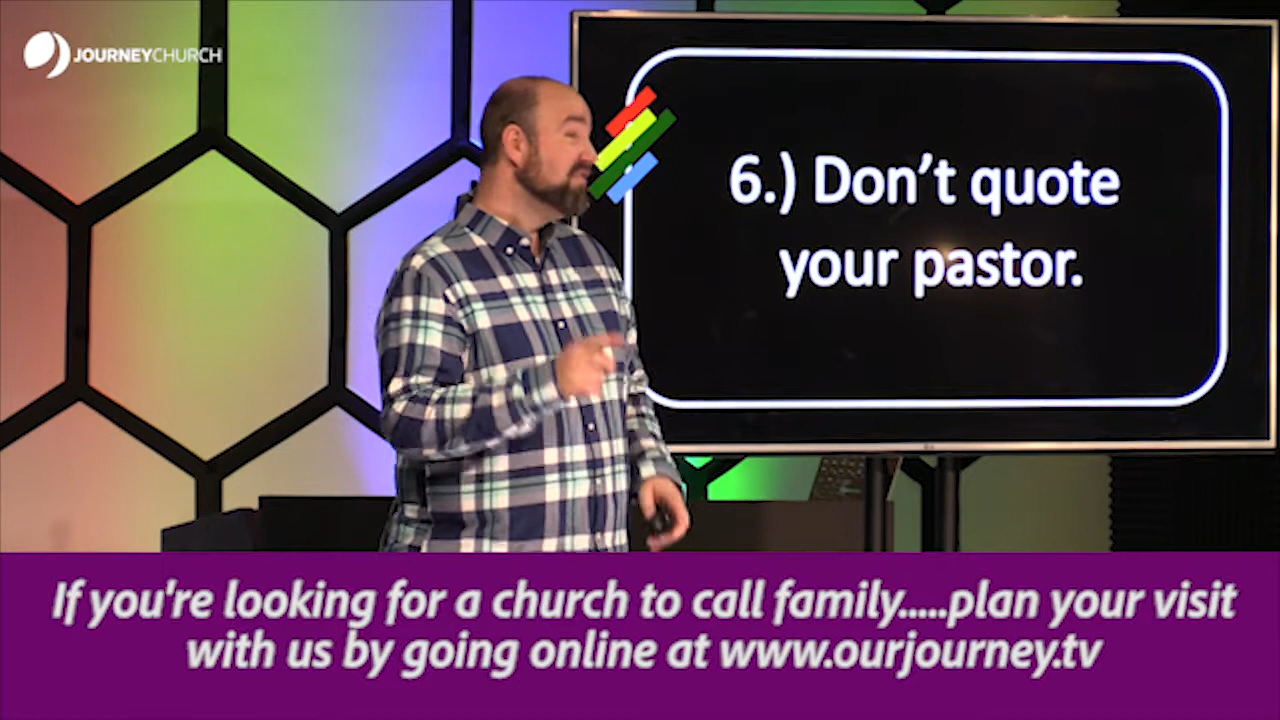 JOURNEYCHURCH
6.) Don’t quote
your pastor.
If you're looking for a church to call family.....plan your visit
with us by going online at www.ourjourney.tv